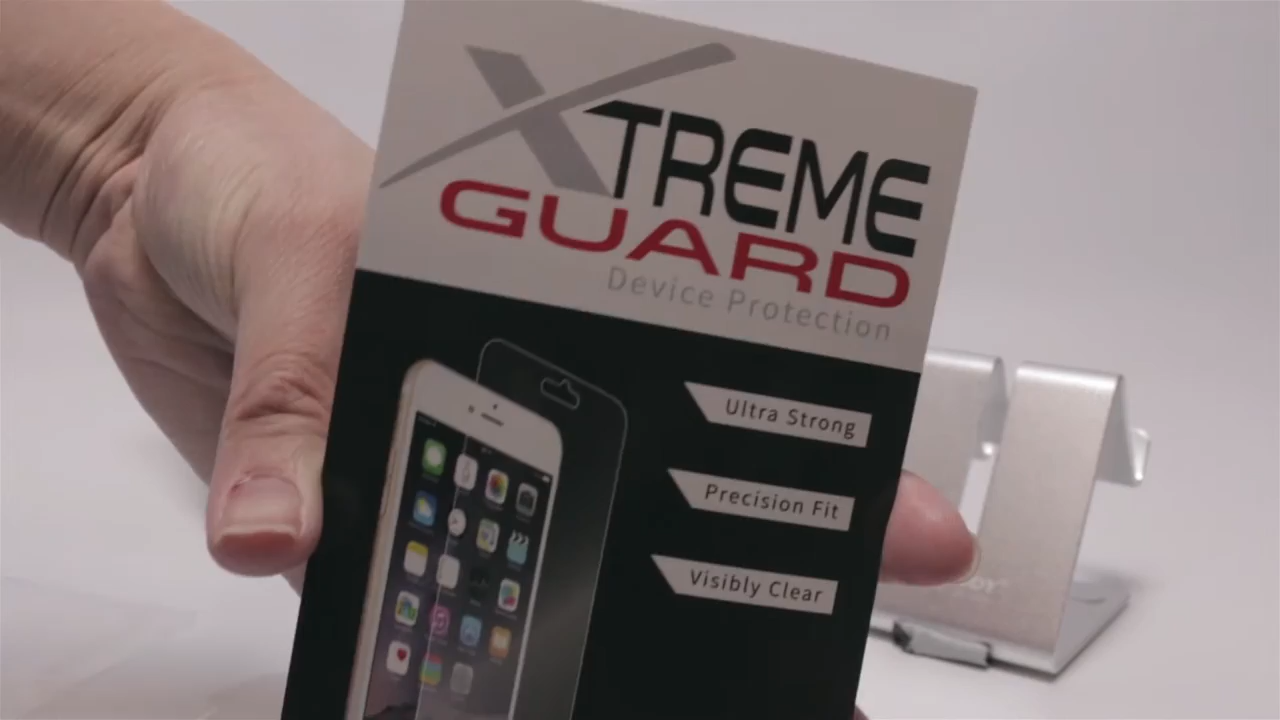 XTREME
GUARD
Device Protection
Ultra Strong
Precision Fit
Visibly Clear